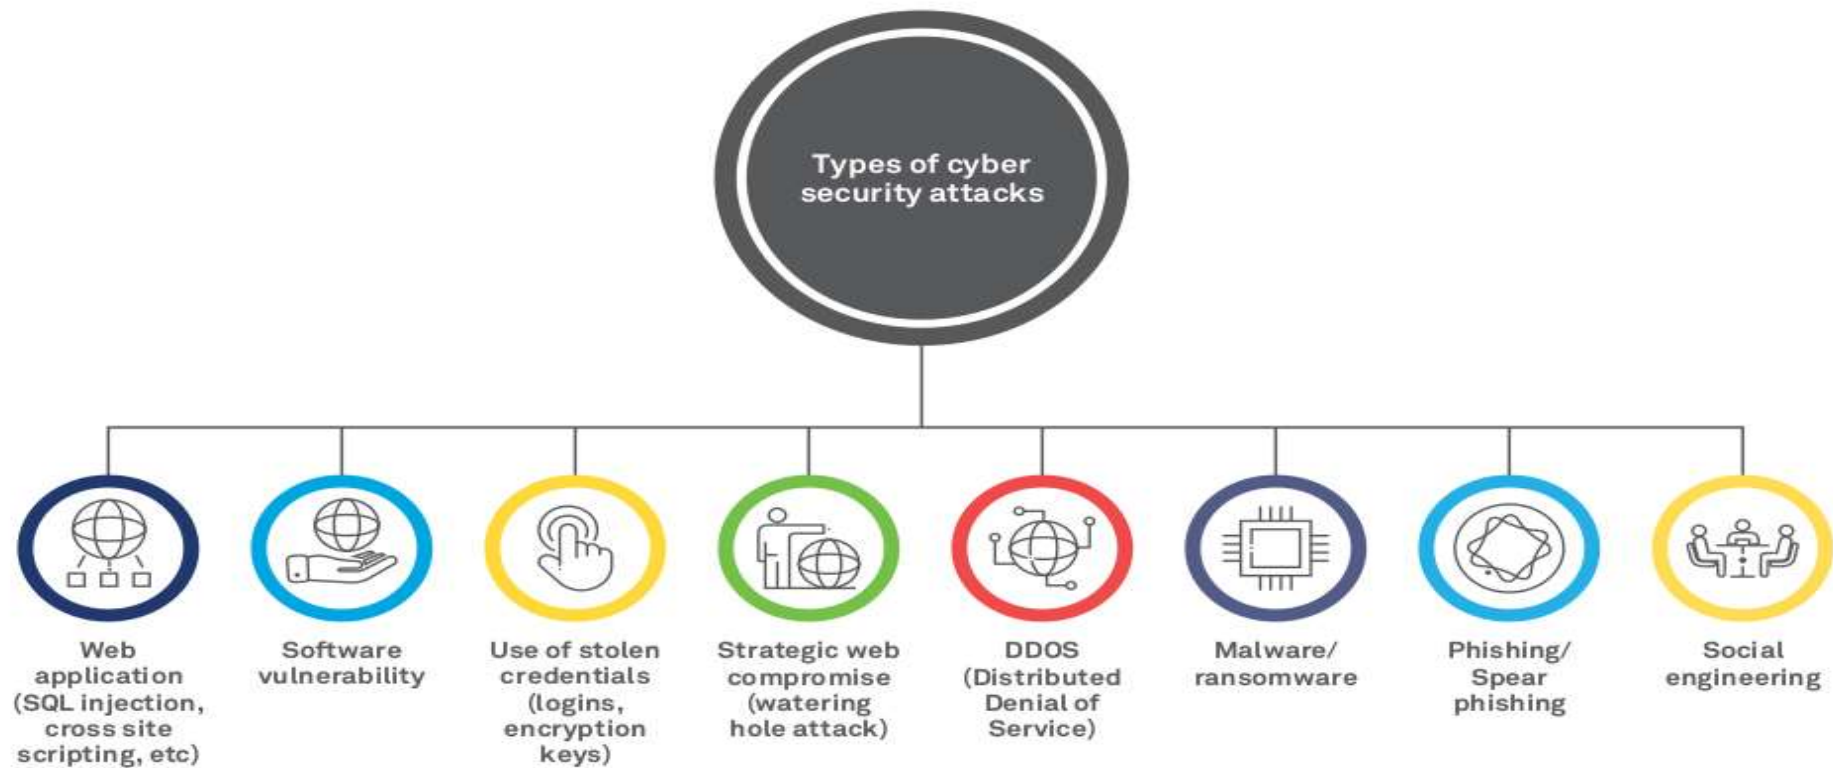 Types of cyber
security attacks
Web
application
(SQL injection,
cross site
scripting, etc)
Software
vulnerability
Use of stolen
credentials
(logins,
encryption
keys)
Strategic web
compromise
(watering
hole attack)
DDOS
(Distributed
Denial of
Service)
Malware/
ransomware
Phishing/
Spear
phishing
Social
engineering